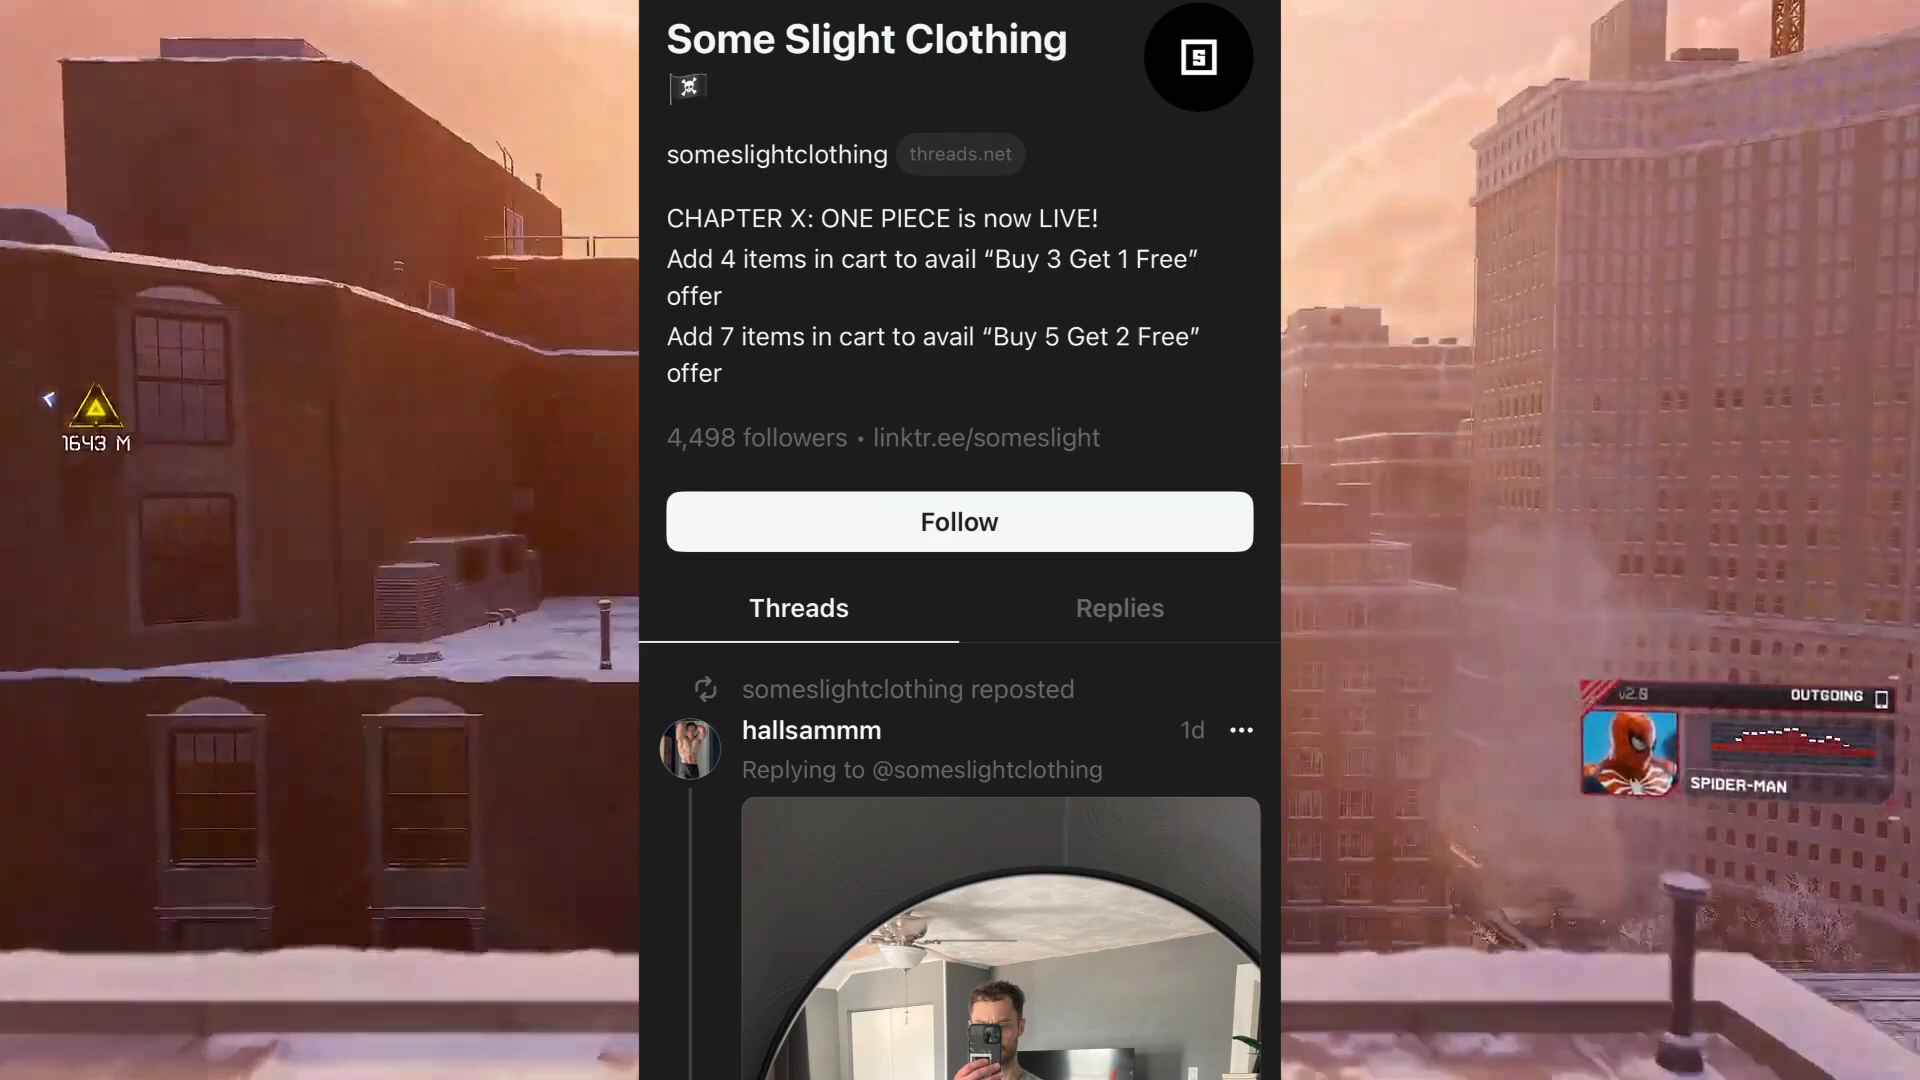 Some Slight Clothing
S
someslightclothing threads.net
CHAPTER X: ONE PIECE is now LIVE!
Add 4 items in cart to avail “Buy 3 Get 1 Free”
offer
Add 7 items in cart to avail “Buy 5 Get 2 Free”
offer
4,498 followers • linktr.ee/someslight
Follow
Threads Replies
someslightclothing reposted
hallsammm 1d
Replying to @someslightclothing
1643 M
v2.0 OUTGOING
SPIDER-MAN